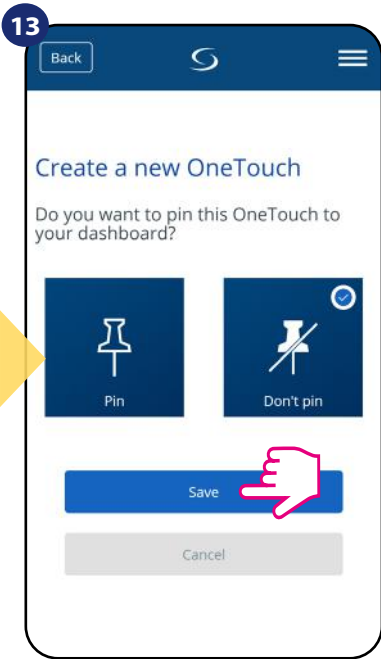 13
Back
Create a new OneTouch
Do you want to pin this OneTouch to
your dashboard?
Pin
Don't pin
Save
Cancel